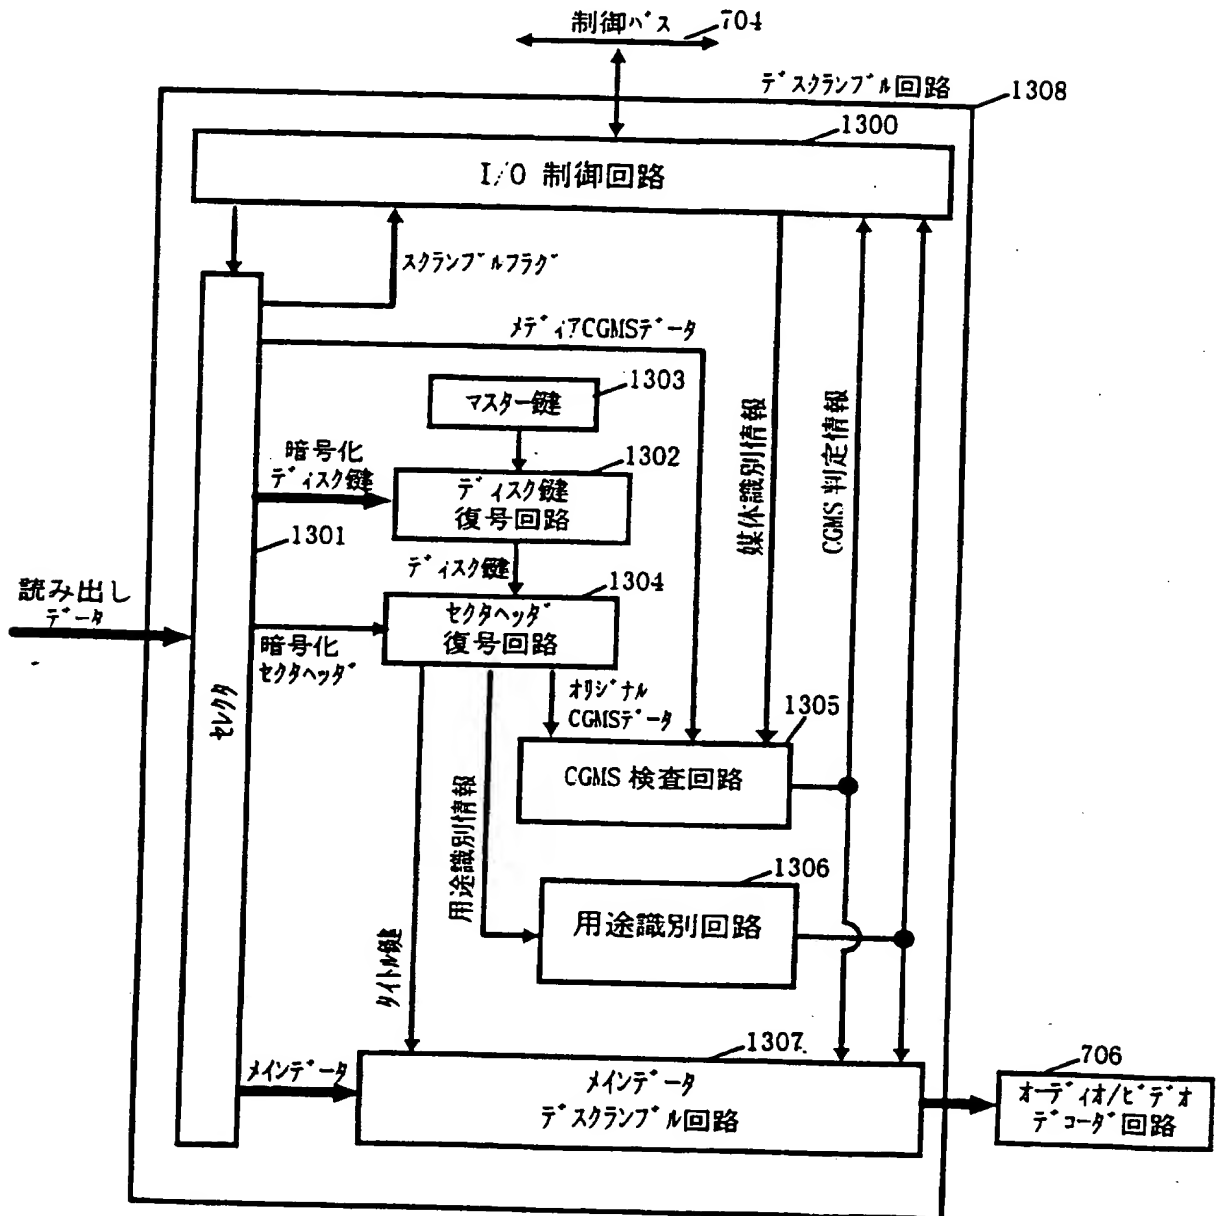 制御バス
704
デスクランブル回路
1308
1300
I/O 制御回路
スクランブルフラグ
メディアCGMSデータ
1303
マスター鍵
媒体識別情報
CGMS 判定情報
暗号化
ディスク鍵
1302
ディスク鍵
復号回路
1301
ディスク鍵
1304
読み出し
データ
セクタヘッダ
復号回路
暗号化
セクタヘッダ
セレクタ
オリジナル
CGMSデータ
1305
CGMS 検査回路
用途識別情報
1306
用途識別回路
タイトル鍵
1307
メインデータ
メインデータ
デスクランブル回路
706
オーディオ/ビデオ
デコーダ回路